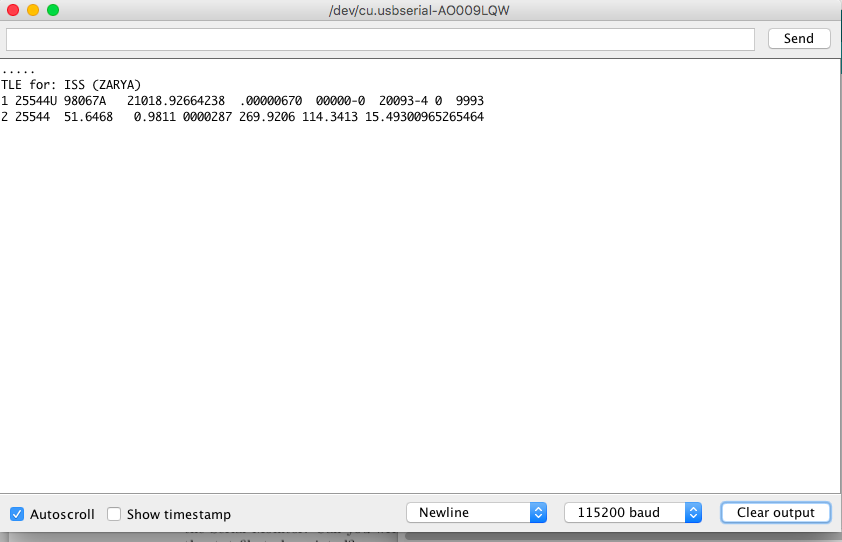 /dev/cu.usbserial-AO009LQW
Send
.....
TLE for: ISS (ZARYA)
1 25544U 98067A   21018.92664238  .00000670  00000-0  20093-4 0  9993
2 25544  51.6468   0.9811 0000287 269.9206 114.3413 15.49300965265464
Autoscroll Show timestamp Newline 115200 baud Clear output